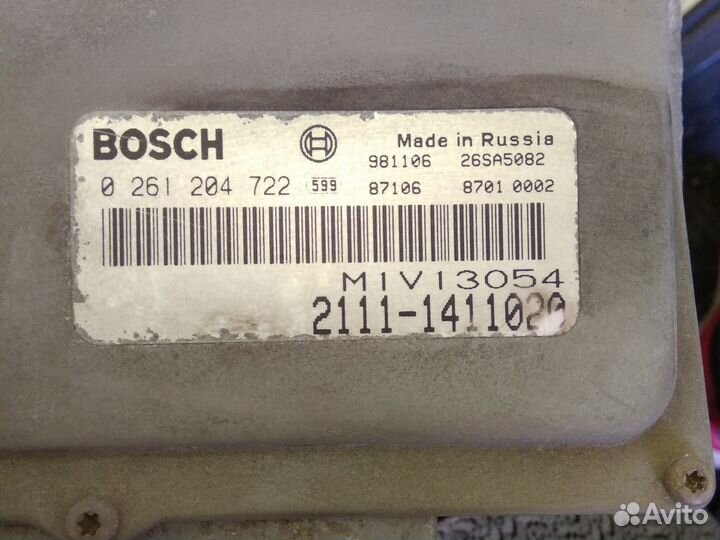 BOSCH
Made in Russia
981106 26SA5082
0 261 204 722 599 87106 8701 0002
M1V13054
2111-1411020
Avito